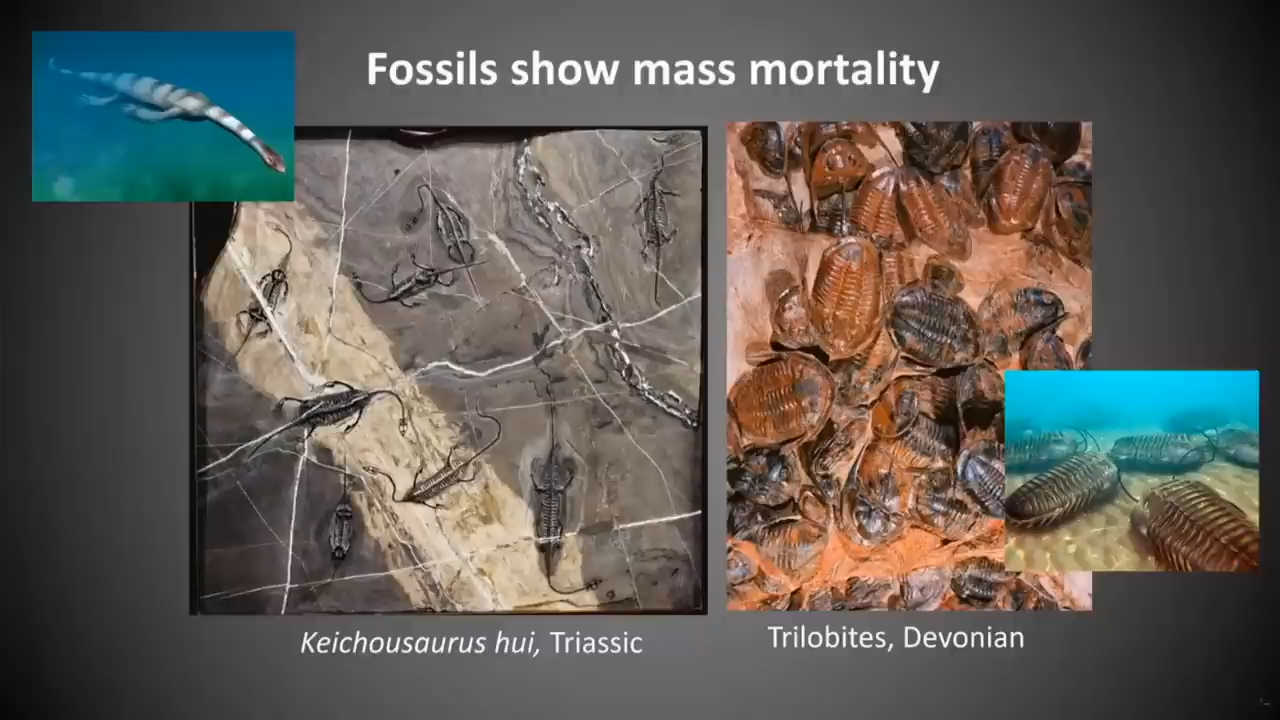 Fossils show mass mortality
Keichousaurus hui, Triassic
Trilobites, Devonian